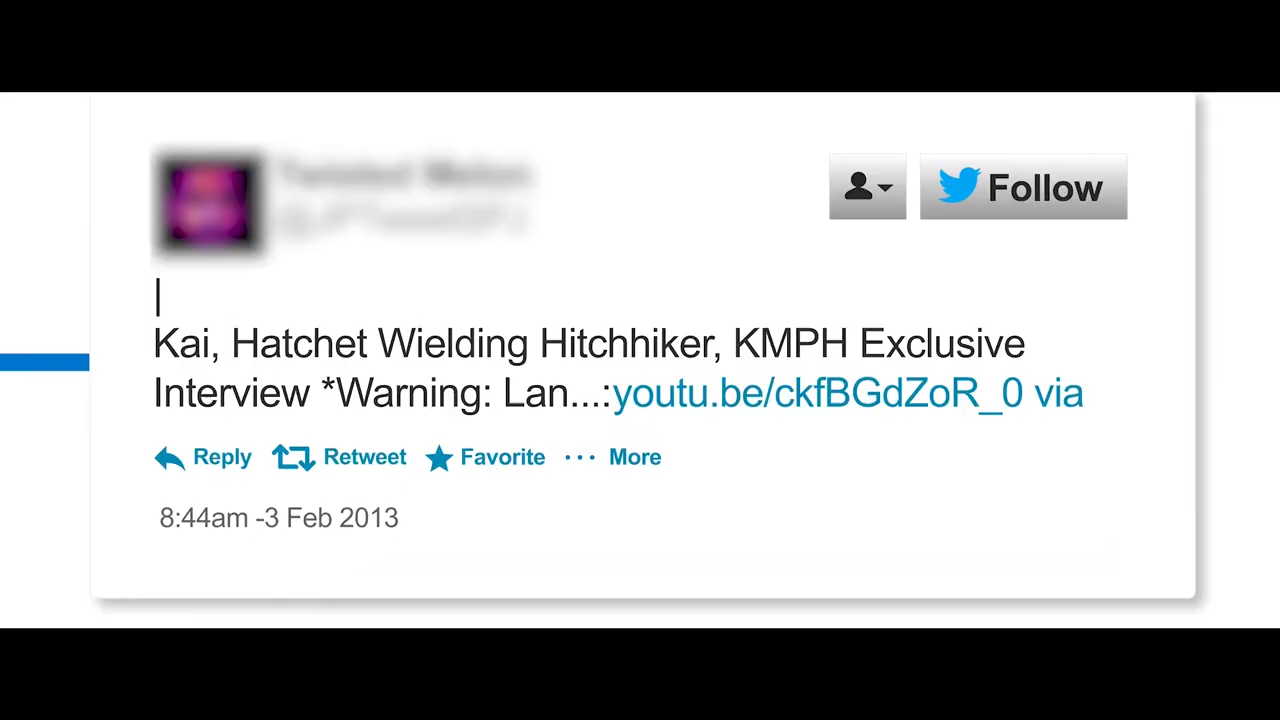 Follow
Kai, Hatchet Wielding Hitchhiker, KMPH Exclusive
Interview *Warning: Lan...:youtu.be/ckfBGdZoR_0 via
Reply Retweet Favorite ··· More
8:44am -3 Feb 2013